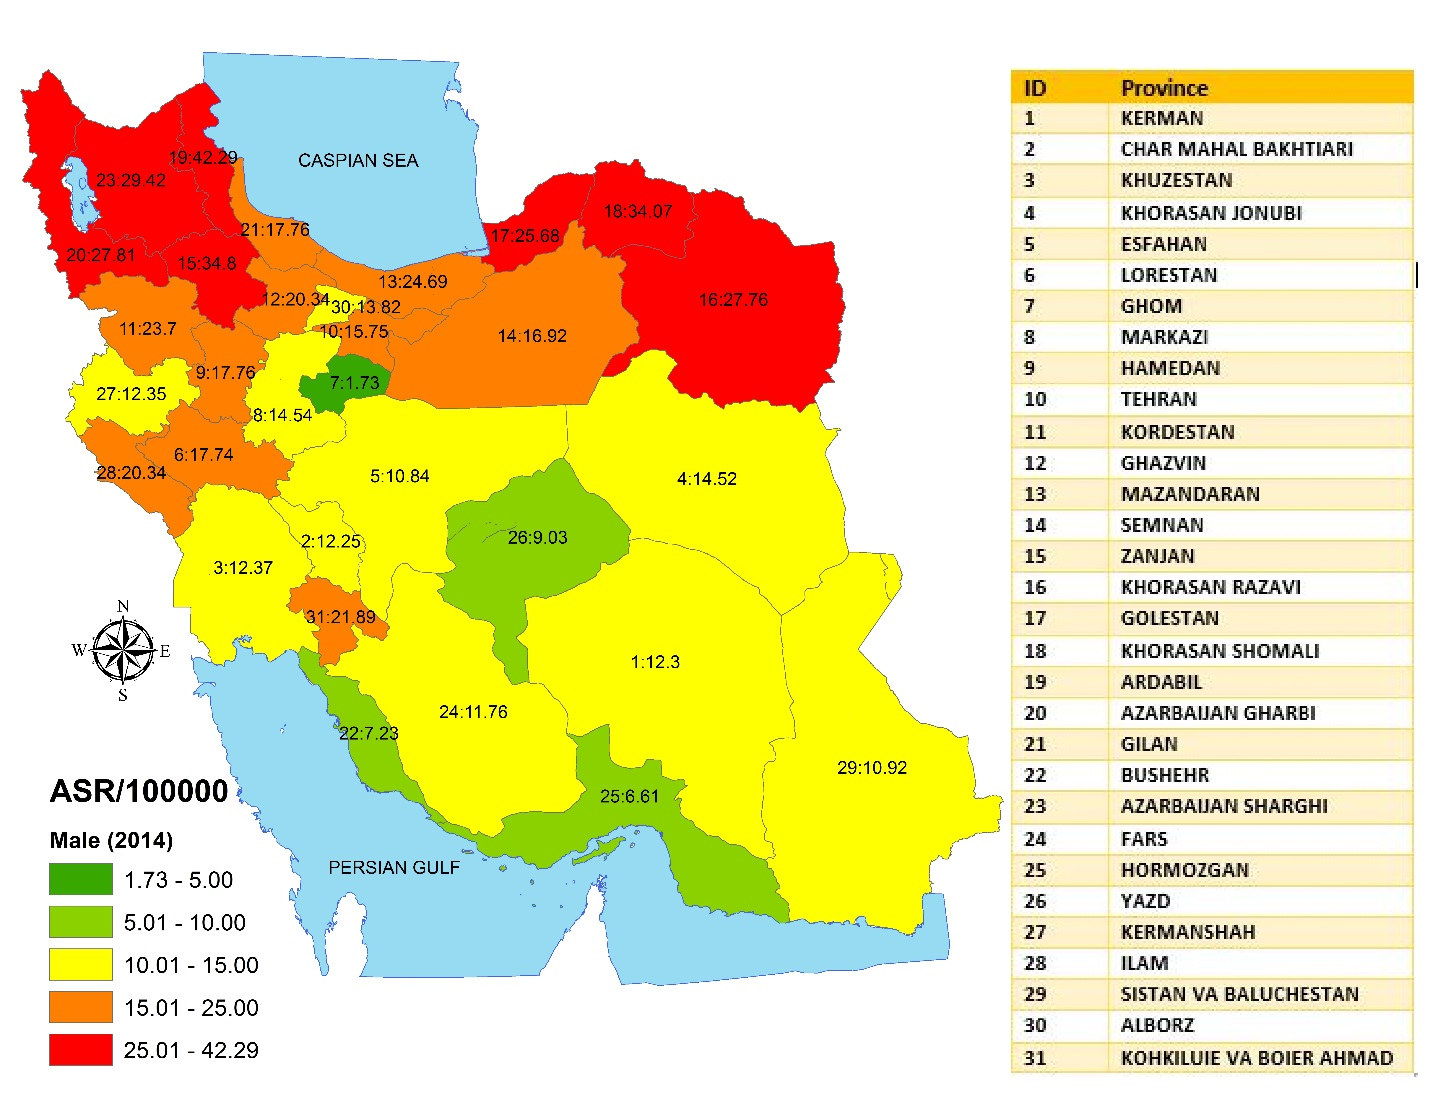 CASPIAN SEA
19:42.29
23:29.42
18:34.07
21:17.76
17:25.68
20:27.81
15:34.8
13:24.69
12:20.34
30:13.82
16:27.76
11:23.7
10:15.75
14:16.92
9:17.76
7:1.73
27:12.35
8:14.54
6:17.74
28:20.34
5:10.84
4:14.52
26:9.03
2:12.25
3:12.37
31:21.89
1:12.3
24:11.76
22:7.23
29:10.92
25:6.61
PERSIAN GULF
N
W E
S
ASR/100000
Male (2014)
1.73 - 5.00
5.01 - 10.00
10.01 - 15.00
15.01 - 25.00
25.01 - 42.29
ID Province
1 KERMAN
2 CHAR MAHAL BAKHTIARI
3 KHUZESTAN
4 KHORASAN JONUBI
5 ESFAHAN
6 LORESTAN
7 GHOM
8 MARKAZI
9 HAMEDAN
10 TEHRAN
11 KORDESTAN
12 GHAZVIN
13 MAZANDARAN
14 SEMNAN
15 ZANJAN
16 KHORASAN RAZAVI
17 GOLESTAN
18 KHORASAN SHOMALI
19 ARDABIL
20 AZARBAIJAN GHARBI
21 GILAN
22 BUSHEHR
23 AZARBAIJAN SHARGHI
24 FARS
25 HORMOZGAN
26 YAZD
27 KERMANSHAH
28 ILAM
29 SISTAN VA BALUCHESTAN
30 ALBORZ
31 KOHKILUIE VA BOIER AHMAD